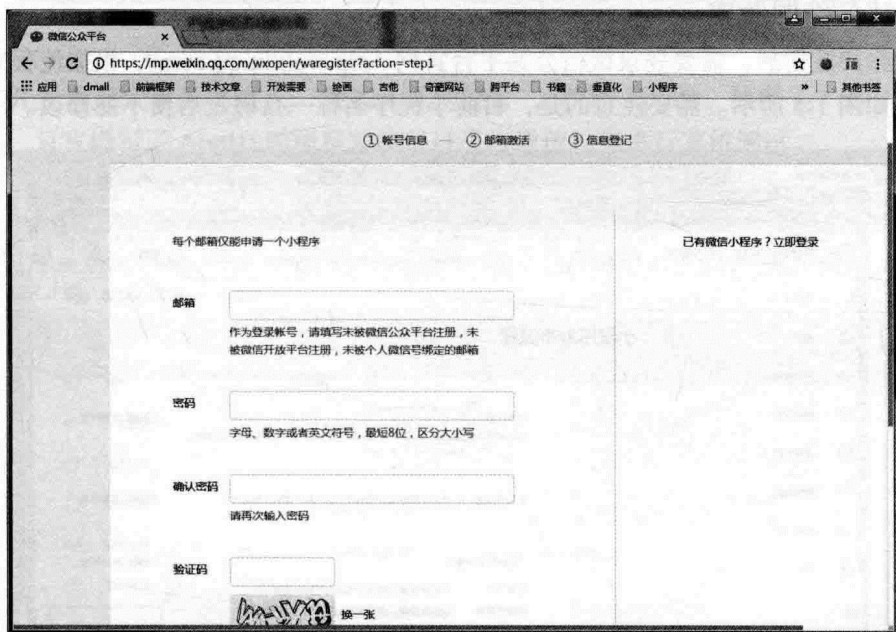 微信公众平台
https://mp.weixin.qq.com/wxopen/waregister?action=step1
应用 dmall 前端框架 技术文章 开发需要 绘画 吉他 奇葩网站 跨平台 书籍 垂直化 小程序 » 其他书签
① 帐号信息 — ② 邮箱激活 ③ 信息登记
每个邮箱仅能申请一个小程序
已有微信小程序？立即登录
邮箱
作为登录帐号，请填写未被微信公众平台注册，未
被微信开放平台注册，未被个人微信号绑定的邮箱
密码
字母、数字或者英文符号，最短8位，区分大小写
确认密码
请再次输入密码
验证码
换一张